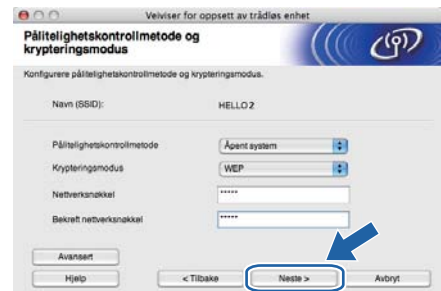 Veiviser for oppsett av trådløs enhet
Pålitelighetskontrollmetode og
krypteringsmodus
Konfigurere pålitelighetskontrollmetode og krypteringsmodus.
Navn (SSID): HELLO2
Pålitelighetskontrollmetode Åpent system
Krypteringsmodus WEP
Nettverksnøkkel *****
Bekreft nettverksnøkkel *****
Avansert
Hjelp < Tilbake Neste > Avbryt